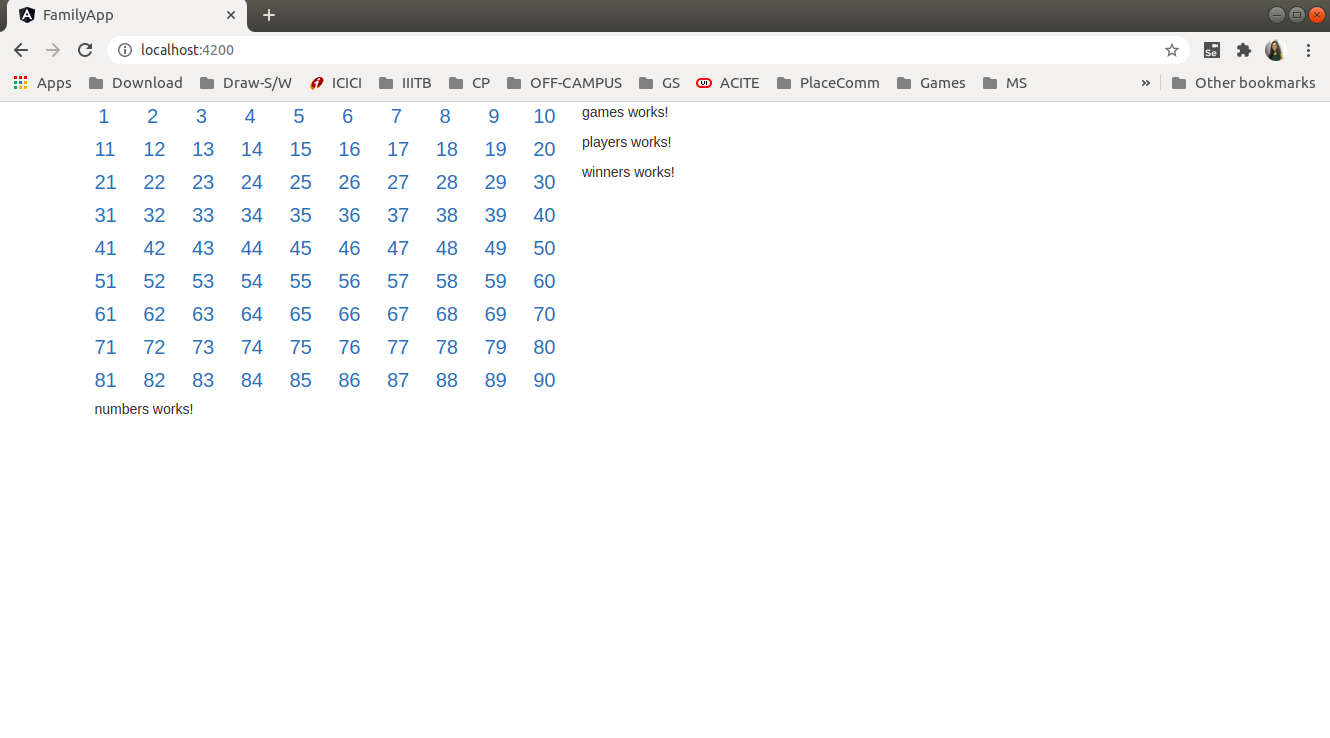 FamilyApp
localhost:4200
Se
Apps Download Draw-S/W ICICI IIITB CP OFF-CAMPUS GS UI ACITE PlaceComm Games MS » Other bookmarks
1 2 3 4 5 6 7 8 9 10
11 12 13 14 15 16 17 18 19 20
21 22 23 24 25 26 27 28 29 30
31 32 33 34 35 36 37 38 39 40
41 42 43 44 45 46 47 48 49 50
51 52 53 54 55 56 57 58 59 60
61 62 63 64 65 66 67 68 69 70
71 72 73 74 75 76 77 78 79 80
81 82 83 84 85 86 87 88 89 90
numbers works!
games works!
players works!
winners works!